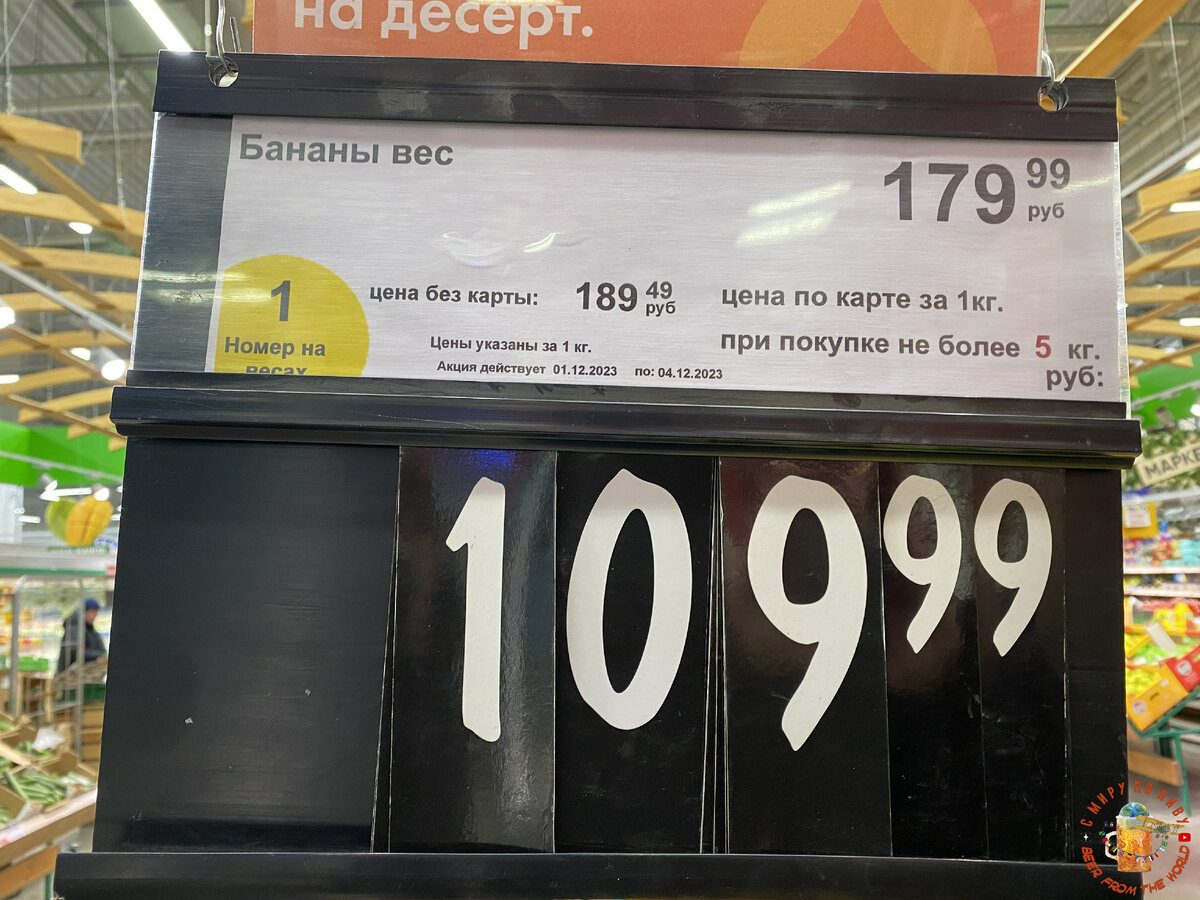 на десерт.
Бананы вес
179 99
руб
1
Номер на
весах
цена без карты: 189 49
руб
Цены указаны за 1 кг.
Акция действует 01.12.2023 по: 04.12.2023
цена по карте за 1кг.
при покупке не более 5 кг.
руб:
109 99
МАРКЕ
С МИРУ ПО ПИВУ
BEER FROM THE WORLD